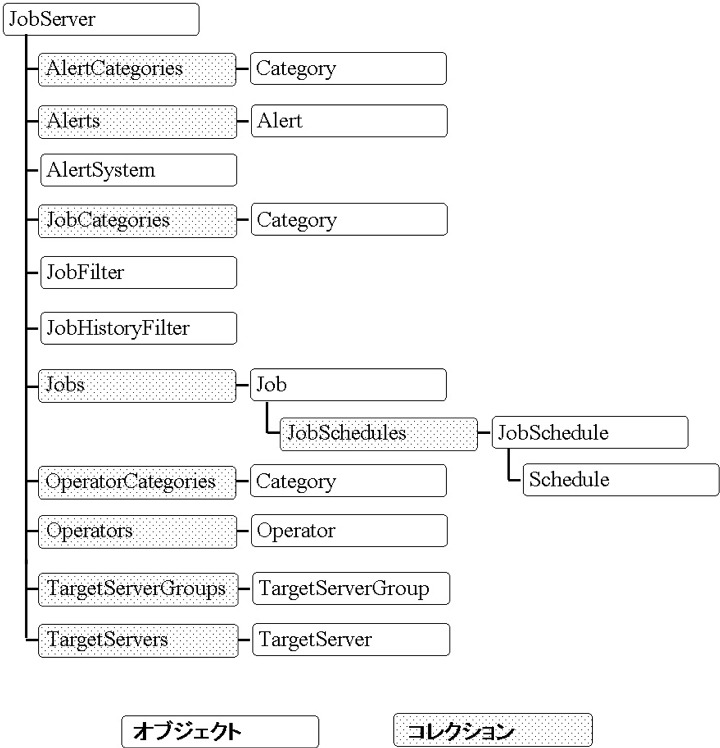 JobServer
AlertCategories Category
Alerts Alert
AlertSystem
JobCategories Category
JobFilter
JobHistoryFilter
Jobs Job
JobSchedules JobSchedule
Schedule
OperatorCategories Category
Operators Operator
TargetServerGroups TargetServerGroup
TargetServers TargetServer
オブジェクト コレクション